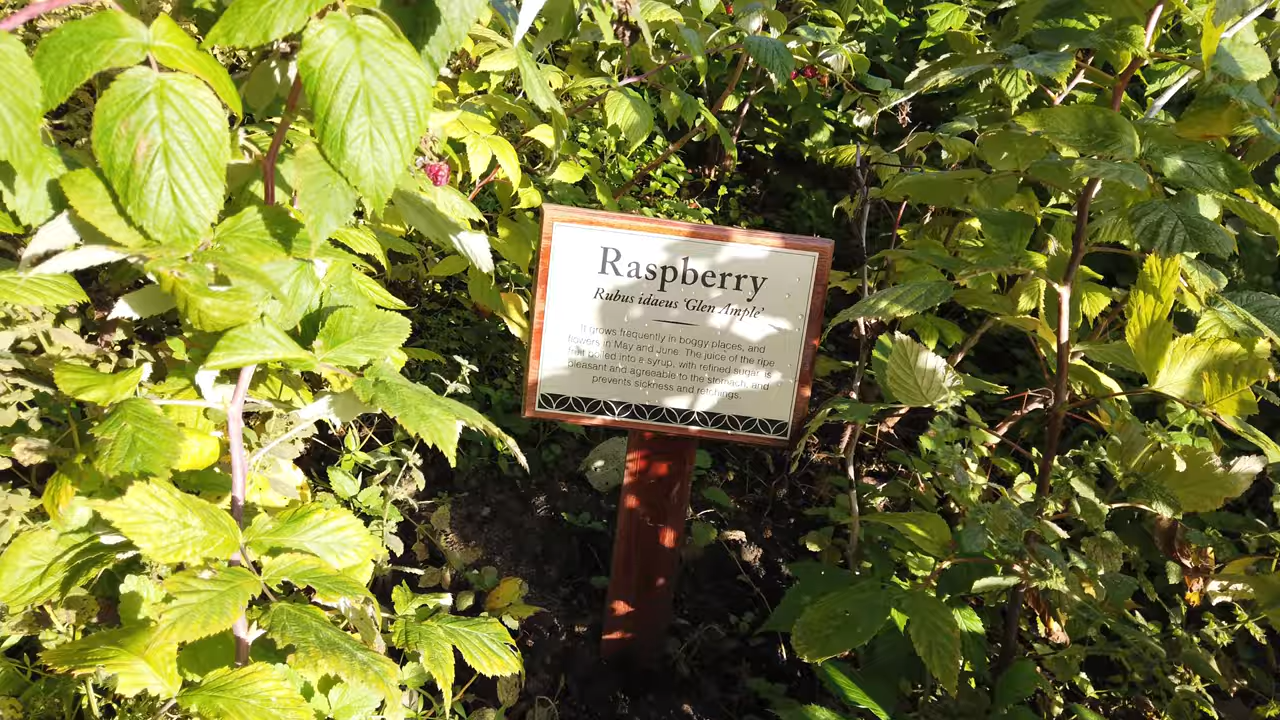 Raspberry
Rubus idaeus 'Glen Ample'
It grows frequently in boggy places, and
flowers in May and June. The juice of the ripe
fruit boiled into a syrup, with refined sugar, is
pleasant and agreeable to the stomach, and
prevents sickness and retchings.